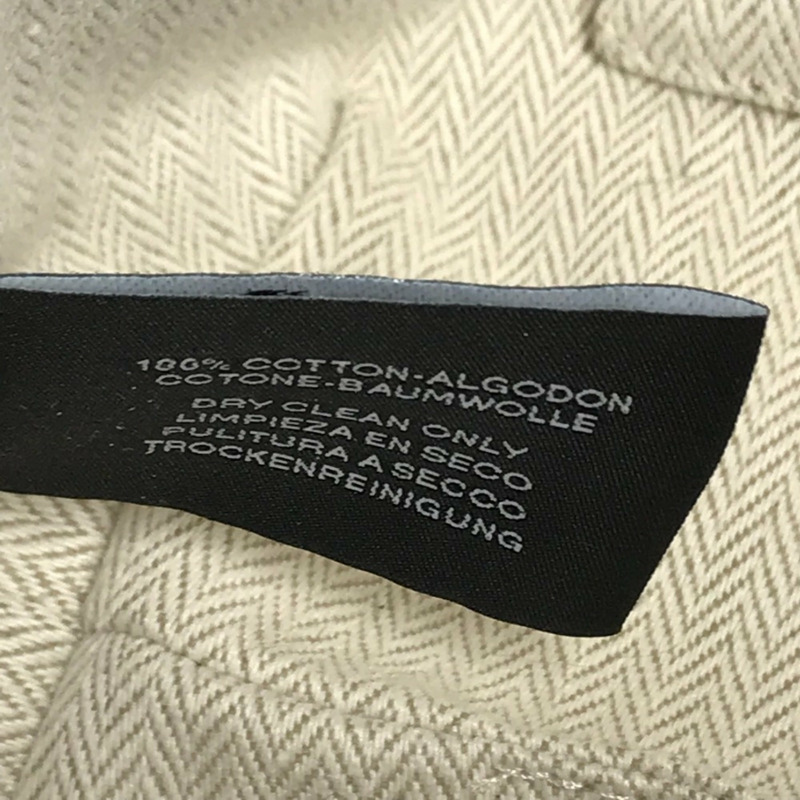 100% COTTON-ALGODON
COTONE-BAUMWOLLE
DRY CLEAN ONLY
LIMPIEZA EN SECO
PULITURA A SECCO
TROCKENREINIGUNG